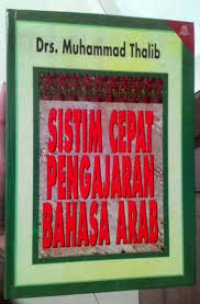 Drs. Muhammad Thalib
SISTIM CEPAT
PENGAJARAN
BAHASA ARAB